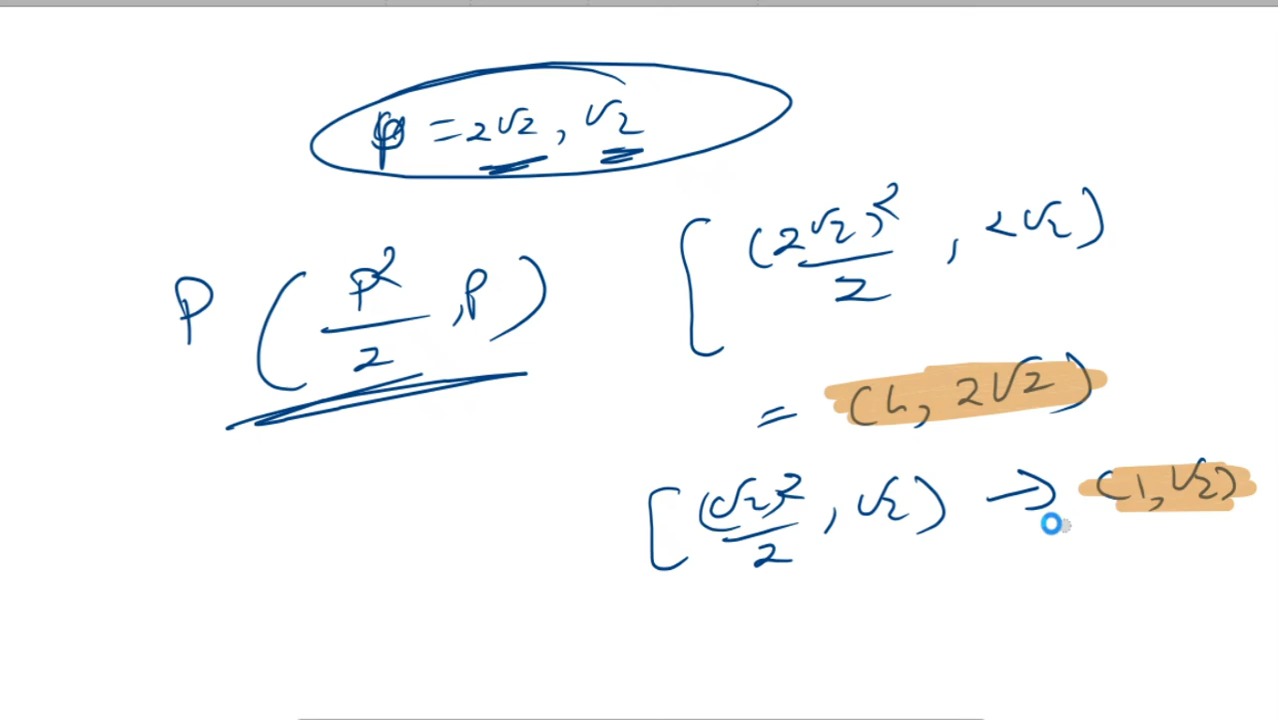 p = 2√2, √2
P (p²/2, p)
[(2√2)²/2, 2√2)
= (4, 2√2)
[(√2)²/2, √2) → (1, √2)